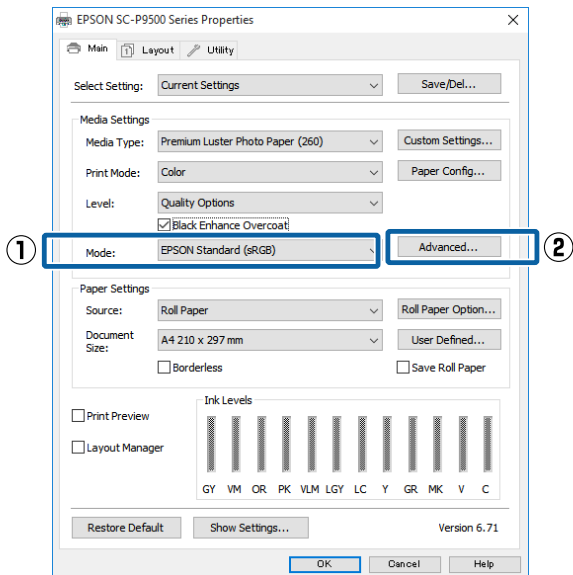 EPSON SC-P9500 Series Properties
Main Layout Utility
Select Setting: Current Settings Save/Del...
Media Settings
Media Type: Premium Luster Photo Paper (260) Custom Settings...
Print Mode: Color Paper Config...
Level: Quality Options
Black Enhance Overcoat
1 Mode: EPSON Standard (sRGB) Advanced... 2
Paper Settings
Source: Roll Paper Roll Paper Option...
Document
Size: A4 210 x 297 mm User Defined...
Borderless Save Roll Paper
Ink Levels
Print Preview
Layout Manager
GY VM OR PK VLM LGY LC Y GR MK V C
Restore Default Show Settings... Version 6.71
OK Cancel Help